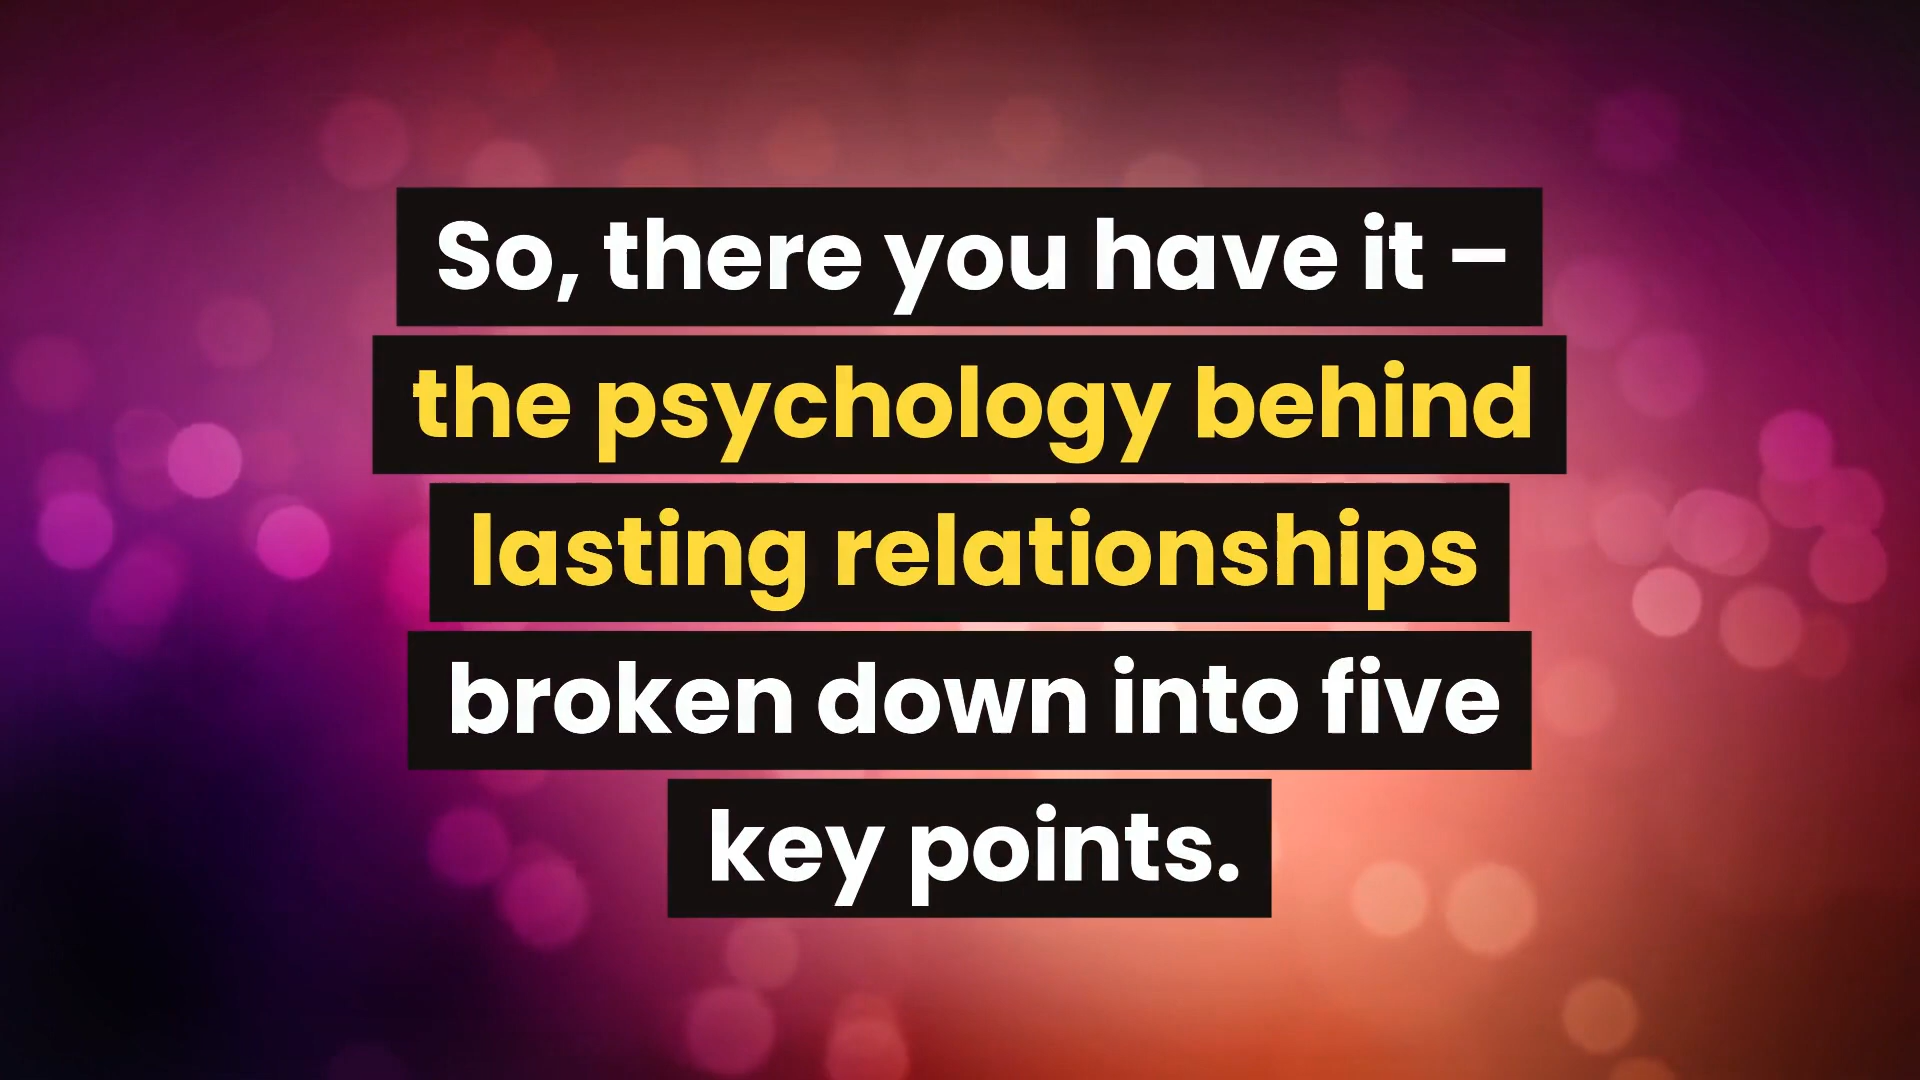 So, there you have it –
the psychology behind
lasting relationships
broken down into five
key points.